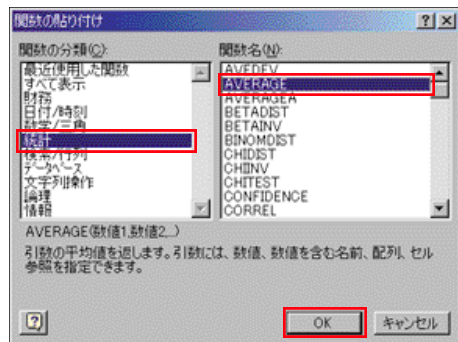 関数の貼り付け
関数の分類(C):
最近使用した関数
すべて表示
財務
日付/時刻
数学/三角
統計
検索/行列
データベース
文字列操作
論理
情報
関数名(N):
AVEDEV
AVERAGE
AVERAGEA
BETADIST
BETAINV
BINOMDIST
CHIDIST
CHIINV
CHITEST
CONFIDENCE
CORREL
AVERAGE(数値1,数値2,...)
引数の平均値を返します。引数には、数値、数値を含む名前、配列、セル
参照を指定できます。
OK
キャンセル